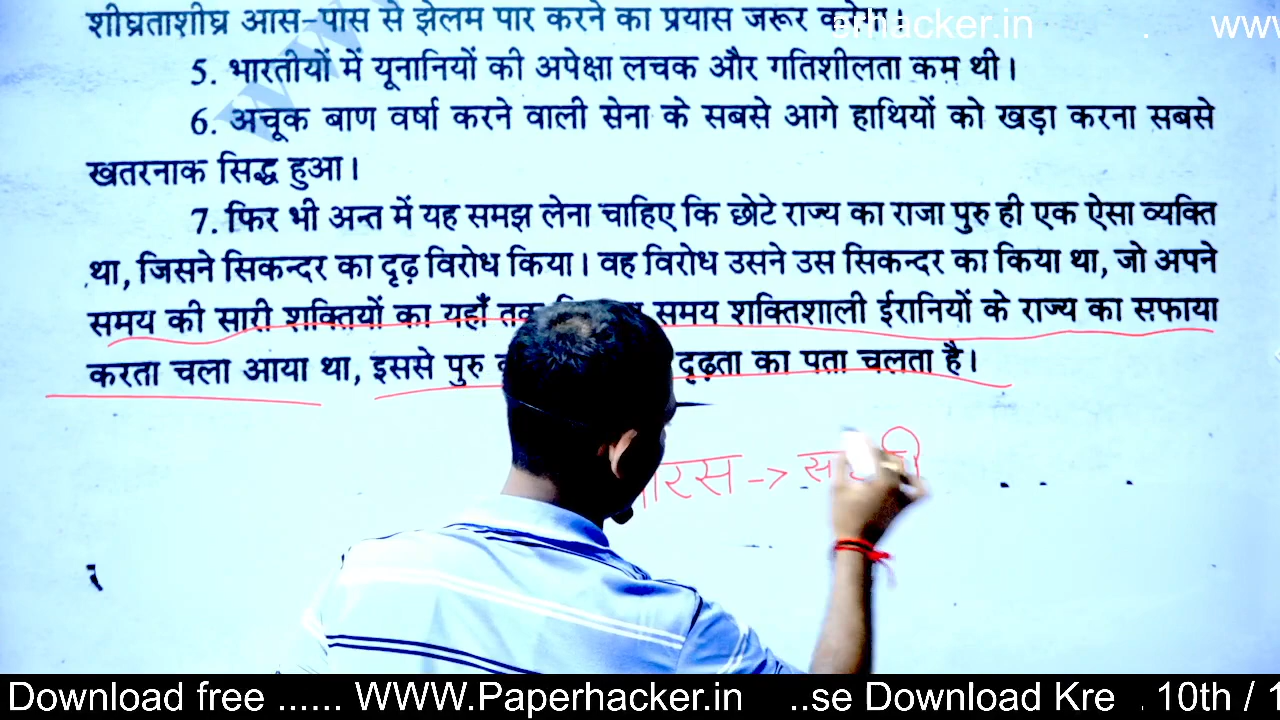 शीघ्रताशीघ्र आस-पास से झेलम पार करने का प्रयास जरूर
erhacker.in
www
5. भारतीयों में यूनानियों की अपेक्षा लचक और गतिशीलता कम थी।
6. अचूक बाण वर्षा करने वाली सेना के सबसे आगे हाथियों को खड़ा करना सबसे
खतरनाक सिद्ध हुआ।
7. फिर भी अन्त में यह समझ लेना चाहिए कि छोटे राज्य का राजा पुरु ही एक ऐसा व्यक्ति
था, जिसने सिकन्दर का दृढ़ विरोध किया। वह विरोध उसने उस सिकन्दर का किया था, जो अपने
समय की सारी शक्तियों का यहाँ समय शक्तिशाली ईरानियों के राज्य का सफाया
करता चला आया था, इससे पुरु दृढ़ता का पता चलता है।
ारस ->
Download free ...... WWW.Paperhacker.in ..se Download Kre . 10th / 1